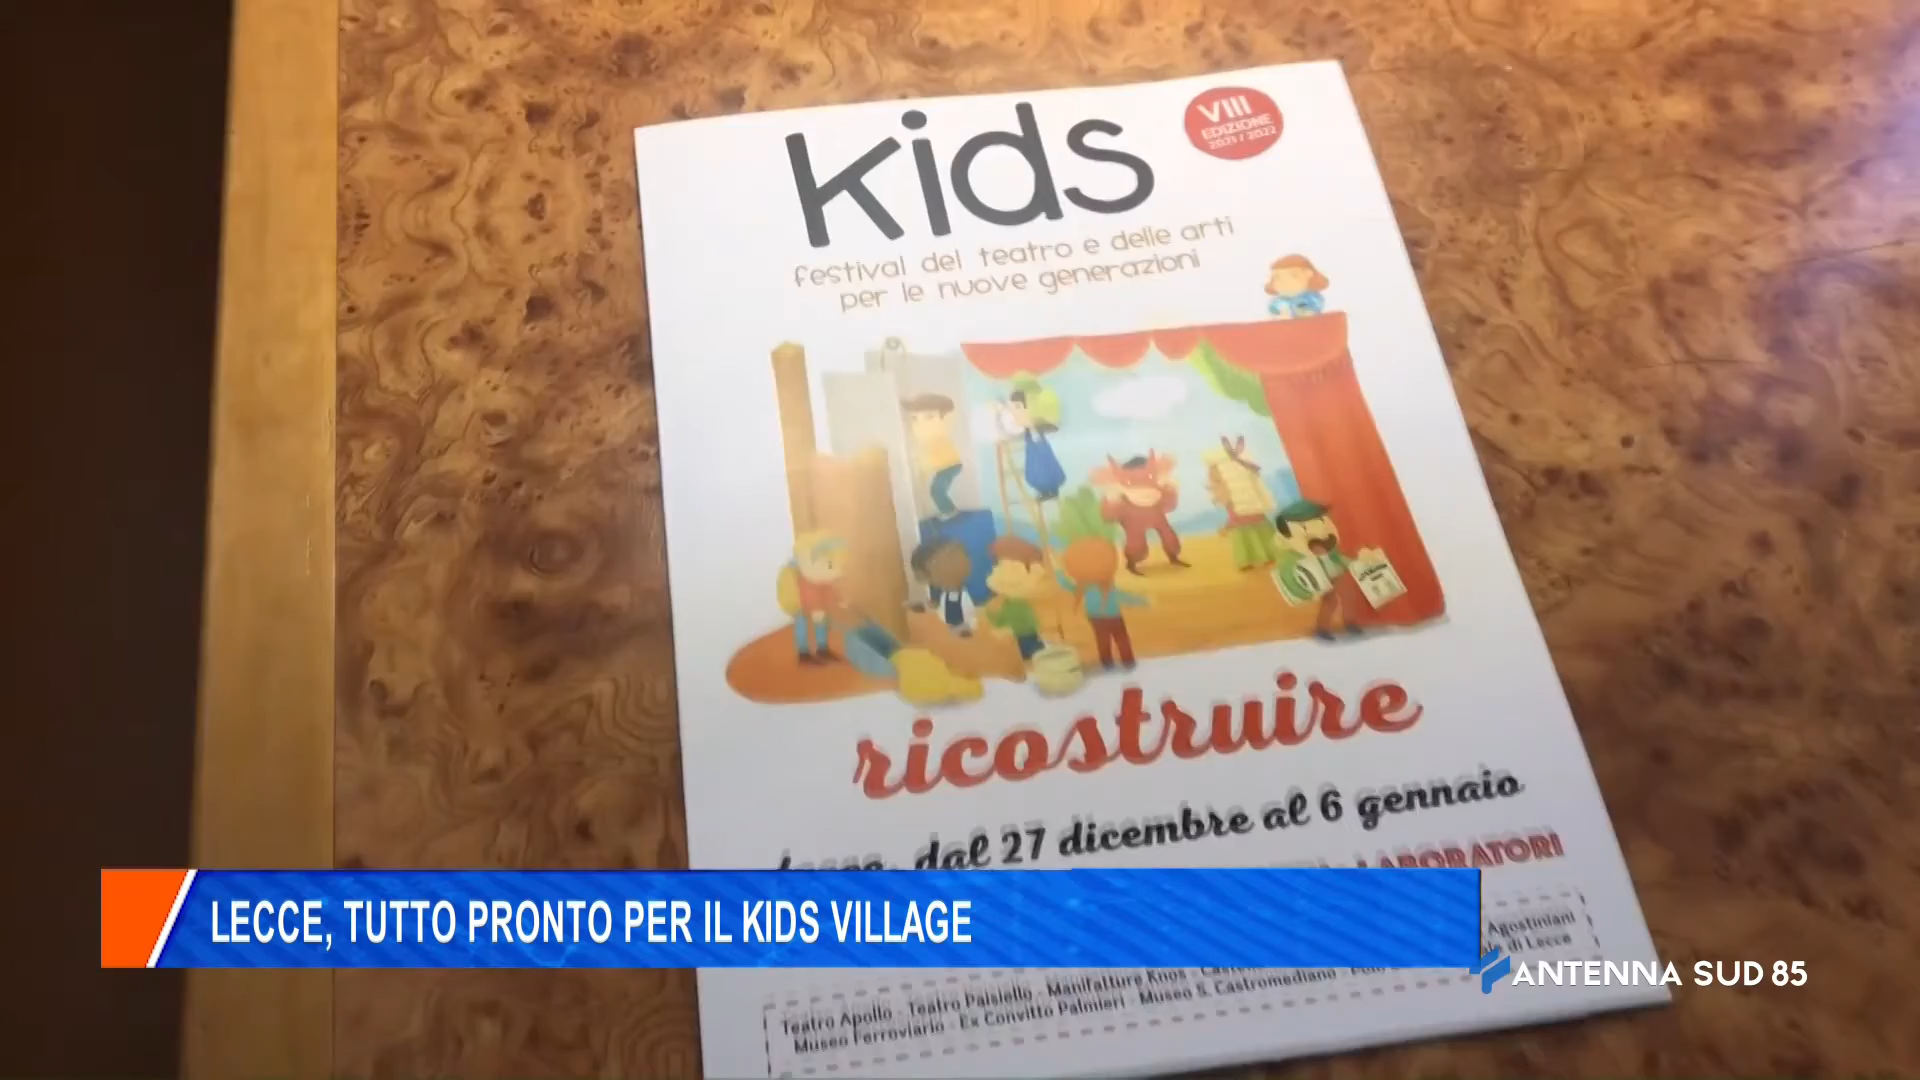 kids
VIII
EDIZIONE
2021 / 2022
festival del teatro e delle arti
per le nuove generazioni
ricostruire
dal 27 dicembre al 6 gennaio
LABORATORI
Agostiniani
di Lecce
Teatro Apollo - Teatro Paisiello - Manifatture Knos
Museo Ferroviario - Ex Convitto Palmieri - Museo S. Castromediano
LECCE, TUTTO PRONTO PER IL KIDS VILLAGE
ANTENNA SUD 85